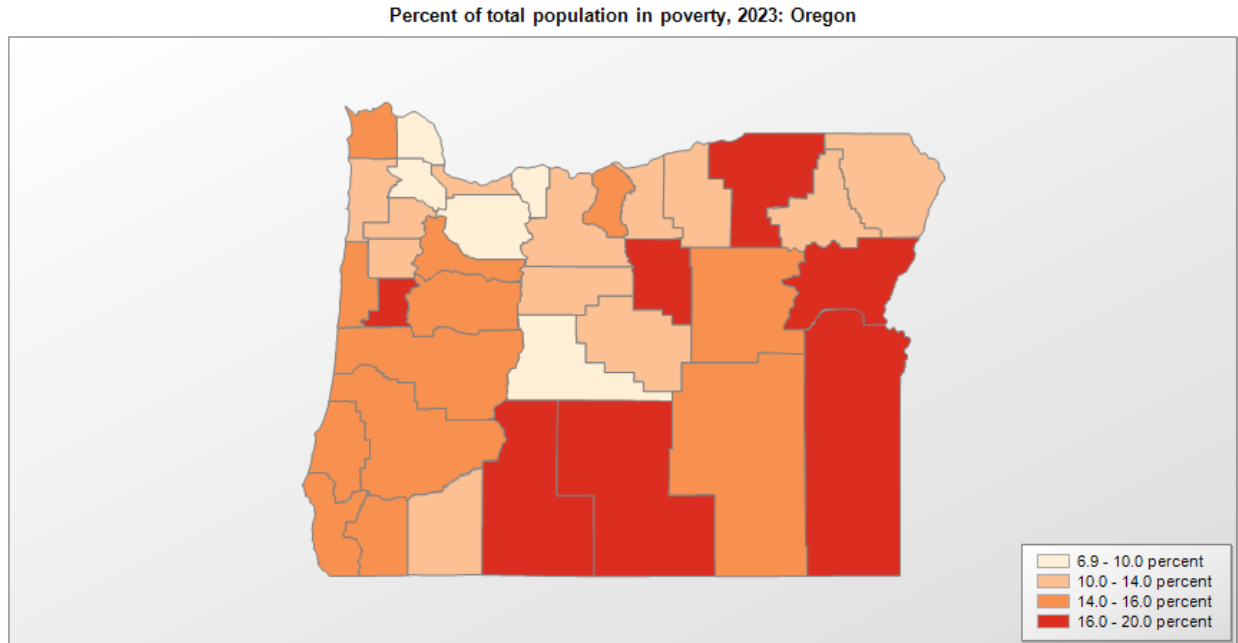 Percent of total population in poverty, 2023: Oregon
6.9 - 10.0 percent
10.0 - 14.0 percent
14.0 - 16.0 percent
16.0 - 20.0 percent